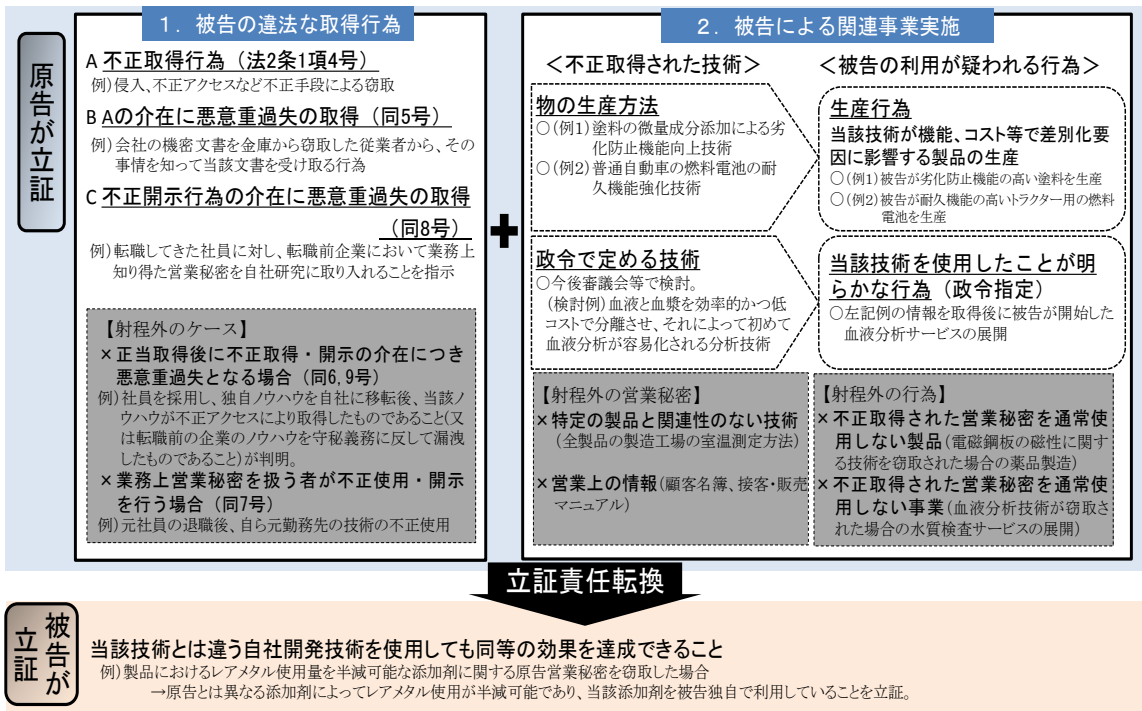 原告が立証
1．被告の違法な取得行為
A 不正取得行為（法2条1項4号）
例）侵入、不正アクセスなど不正手段による窃取
B Aの介在に悪意重過失の取得（同5号）
例）会社の機密文書を金庫から窃取した従業者から、その
事情を知って当該文書を受け取る行為
C 不正開示行為の介在に悪意重過失の取得
（同8号）
例）転職してきた社員に対し、転職前企業において業務上
知り得た営業秘密を自社研究に取り入れることを指示
【射程外のケース】
×正当取得後に不正取得・開示の介在につき
悪意重過失となる場合（同6,9号）
例）社員を採用し、独自ノウハウを自社に移転後、当該ノ
ウハウが不正アクセスにより取得したものであること（又
は転職前の企業のノウハウを守秘義務に反して漏洩
したものであること）が判明。
×業務上営業秘密を扱う者が不正使用・開示
を行う場合（同7号）
例）元社員の退職後、自ら元勤務先の技術の不正使用
＋
2．被告による関連事業実施
＜不正取得された技術＞
物の生産方法
○（例1）塗料の微量成分添加による劣
化防止機能向上技術
○（例2）普通自動車の燃料電池の耐
久機能強化技術
政令で定める技術
○今後審議会等で検討。
（検討例）血液と血漿を効率的かつ低
コストで分離させ、それによって初めて
血液分析が容易化される分析技術
【射程外の営業秘密】
×特定の製品と関連性のない技術
（全製品の製造工場の室温測定方法）
×営業上の情報（顧客名簿、接客・販売
マニュアル）
＜被告の利用が疑われる行為＞
生産行為
当該技術が機能、コスト等で差別化要
因に影響する製品の生産
○（例1）被告が劣化防止機能の高い塗料を生産
○（例2）被告が耐久機能の高いトラクター用の燃料
電池を生産
当該技術を使用したことが明
らかな行為（政令指定）
○左記例の情報を取得後に被告が開始した
血液分析サービスの展開
【射程外の行為】
×不正取得された営業秘密を通常使
用しない製品（電磁鋼板の磁性に関す
る技術を窃取された場合の薬品製造）
×不正取得された営業秘密を通常使
用しない事業（血液分析技術が窃取さ
れた場合の水質検査サービスの展開）
立証責任転換
被告が立証
当該技術とは違う自社開発技術を使用しても同等の効果を達成できること
例）製品におけるレアメタル使用量を半減可能な添加剤に関する原告営業秘密を窃取した場合
→原告とは異なる添加剤によってレアメタル使用が半減可能であり、当該添加剤を被告独自で利用していることを立証。